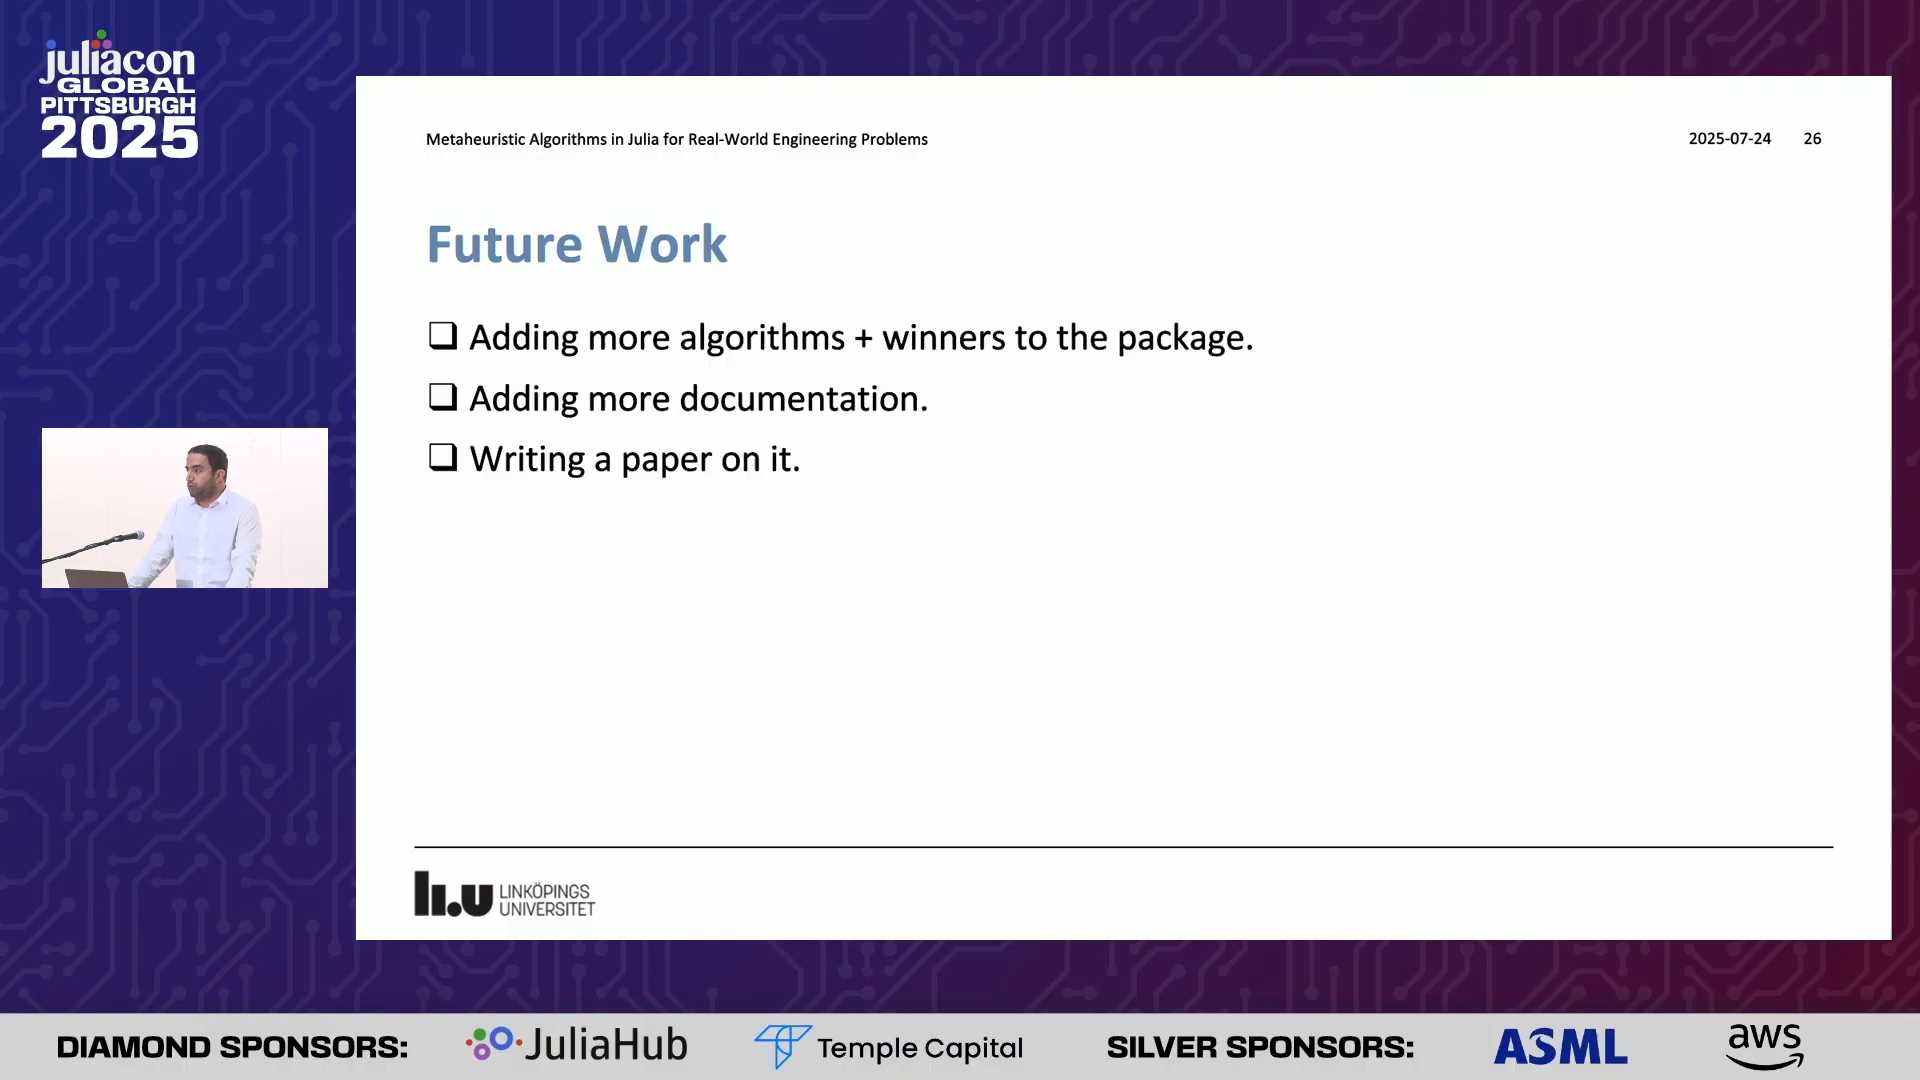 juliacon
GLOBAL
PITTSBURGH
2025
Metaheuristic Algorithms in Julia for Real-World Engineering Problems
2025-07-24 26
Future Work
Adding more algorithms + winners to the package.
Adding more documentation.
Writing a paper on it.
li.u LINKÖPINGS
UNIVERSITET
DIAMOND SPONSORS: JuliaHub Temple Capital SILVER SPONSORS: ASML aws